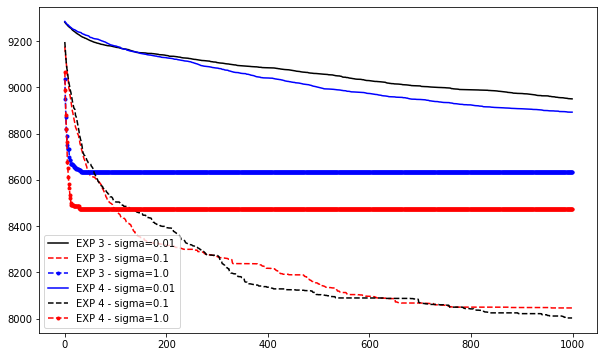 9200
9000
8800
8600
8400
8200
8000
EXP 3 - sigma=0.01
EXP 3 - sigma=0.1
EXP 3 - sigma=1.0
EXP 4 - sigma=0.01
EXP 4 - sigma=0.1
EXP 4 - sigma=1.0
0 200 400 600 800 1000